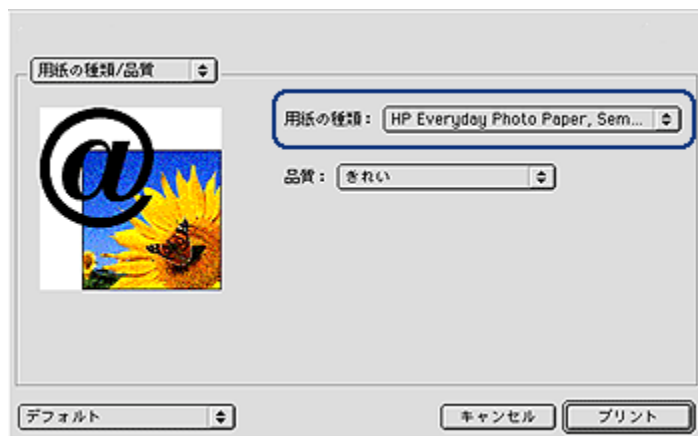 用紙の種類/品質
用紙の種類： HP Everyday Photo Paper, Sem...
@
品質： きれい
デフォルト
キャンセル
プリント